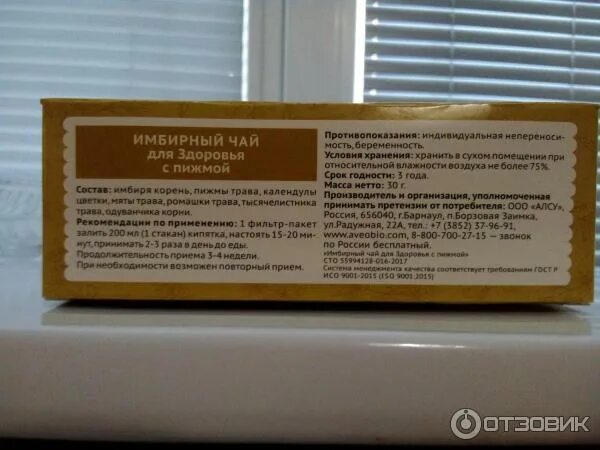 ИМБИРНЫЙ ЧАЙ
для Здоровья
с пижмой
Состав: имбиря корень, пижмы трава, календулы
цветки, мяты трава, ромашки трава, тысячелистника
трава, одуванчика корни.
Рекомендации по применению: 1 фильтр-пакет
залить 200 мл (1 стакан) кипятка, настоять 15-20 ми-
нут, принимать 2-3 раза в день до еды.
Продолжительность приема 3-4 недели.
При необходимости возможен повторный прием.
Противопоказания: индивидуальная непереноси-
мость, беременность.
Условия хранения: хранить в сухом помещении при
относительной влажности воздуха не более 75%.
Срок годности: 3 года.
Масса нетто: 30 г.
Производитель и организация, уполномоченная
принимать претензии от потребителя: ООО «АЛСУ»,
Россия, 656040, г.Барнаул, п.Борзовая Заимка,
ул.Радужная, 22А, тел.: +7 (3852) 37-96-91,
www.aveobio.com, 8-800-700-27-15 — звонок
по России бесплатный.
«Имбирный чай для Здоровья с пижмой»
СТО 55994128-016-2017
Система менеджмента качества соответствует требованиям ГОСТ Р
ИСО 9001-2015 (ISO 9001:2015)
ОТЗОВИК